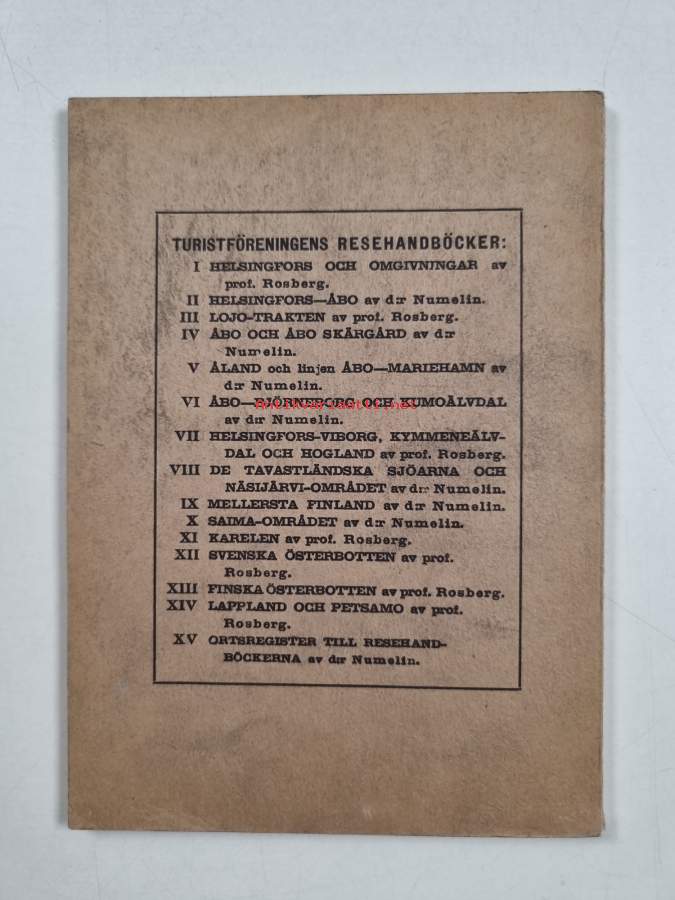 TURISTFÖRENINGENS RESEHANDBÖCKER:
I HELSINGFORS OCH OMGIVNINGAR av
prof. Rosberg.
II HELSINGFORS—ÅBO av d:r Numelin.
III LOJO-TRAKTEN av prof. Rosberg.
IV ÅBO OCH ÅBO SKÄRGÅRD av d:r
Numelin.
V ÅLAND och linjen ÅBO—MARIEHAMN av
d:r Numelin.
VI ÅBO—BJÖRNEBORG OCH KUMOÄLVDAL
Antikvariaatti.net
av d:r Numelin.
VII HELSINGFORS-VIBORG, KYMMENEÄLV-
DAL OCH HOGLAND av prof. Rosberg.
VIII DE TAVASTLÄNDSKA SJÖARNA OCH
NÄSIJÄRVI-OMRÅDET av d:r Numelin.
IX MELLERSTA FINLAND av d:r Numelin.
X SAIMA-OMRÅDET av d:r Numelin.
XI KARELEN av prof. Rosberg.
XII SVENSKA ÖSTERBOTTEN av prof.
Rosberg.
XIII FINSKA ÖSTERBOTTEN av prof. Rosberg.
XIV LAPPLAND OCH PETSAMO av prof.
Rosberg.
XV ORTSREGISTER TILL RESEHAND-
BÖCKERNA av d:r Numelin.